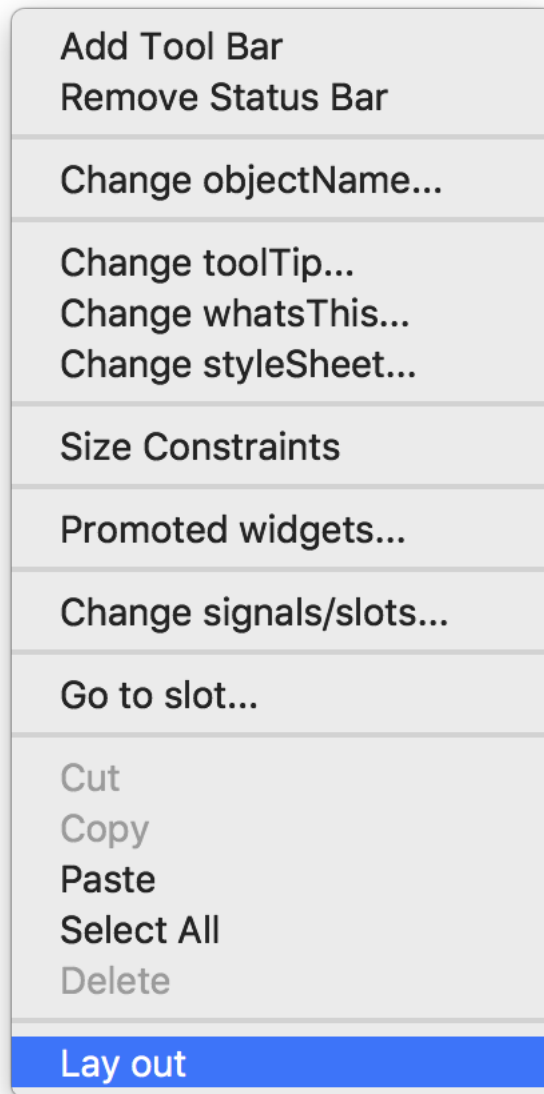 Add Tool Bar
Remove Status Bar
Change objectName...
Change toolTip...
Change whatsThis...
Change styleSheet...
Size Constraints
Promoted widgets...
Change signals/slots...
Go to slot...
Cut
Copy
Paste
Select All
Delete
Lay out